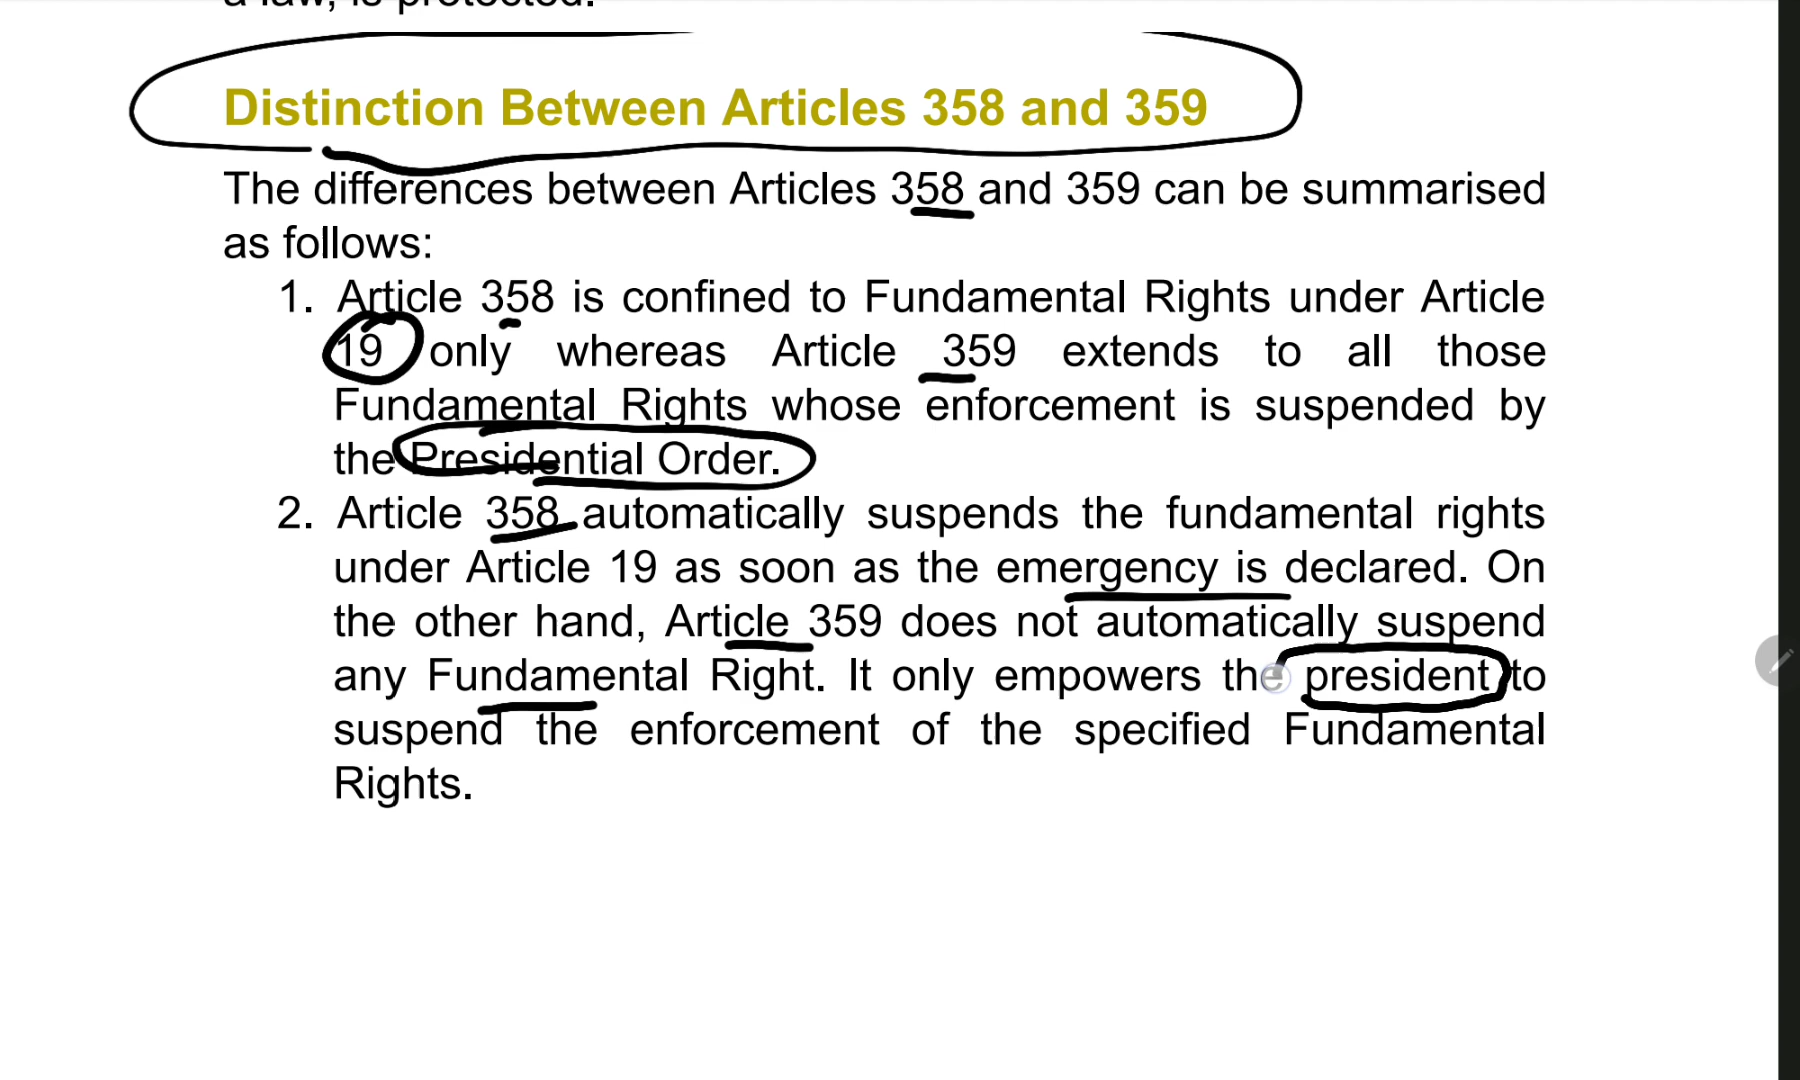 a law, is protected.
Distinction Between Articles 358 and 359
The differences between Articles 358 and 359 can be summarised
as follows:
1. Article 358 is confined to Fundamental Rights under Article
19 only whereas Article 359 extends to all those
Fundamental Rights whose enforcement is suspended by
the Presidential Order.
2. Article 358 automatically suspends the fundamental rights
under Article 19 as soon as the emergency is declared. On
the other hand, Article 359 does not automatically suspend
any Fundamental Right. It only empowers the president to
suspend the enforcement of the specified Fundamental
Rights.